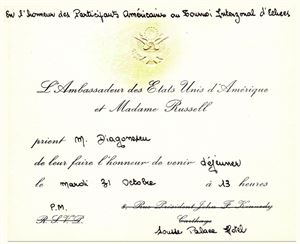 En l'honneur des Participants Américains au Tournoi Interzonal d'Echecs
L'Ambassadeur des Etats Unis d'Amérique
et Madame Russell
prient M. Diagonescu
de leur faire l'honneur de venir déjeuner
le mardi 31 Octobre à 13 heures
P.M.
R.S.V.P.
6, Rue Président John F. Kennedy
Carthage
Sousse Palace Hôtel